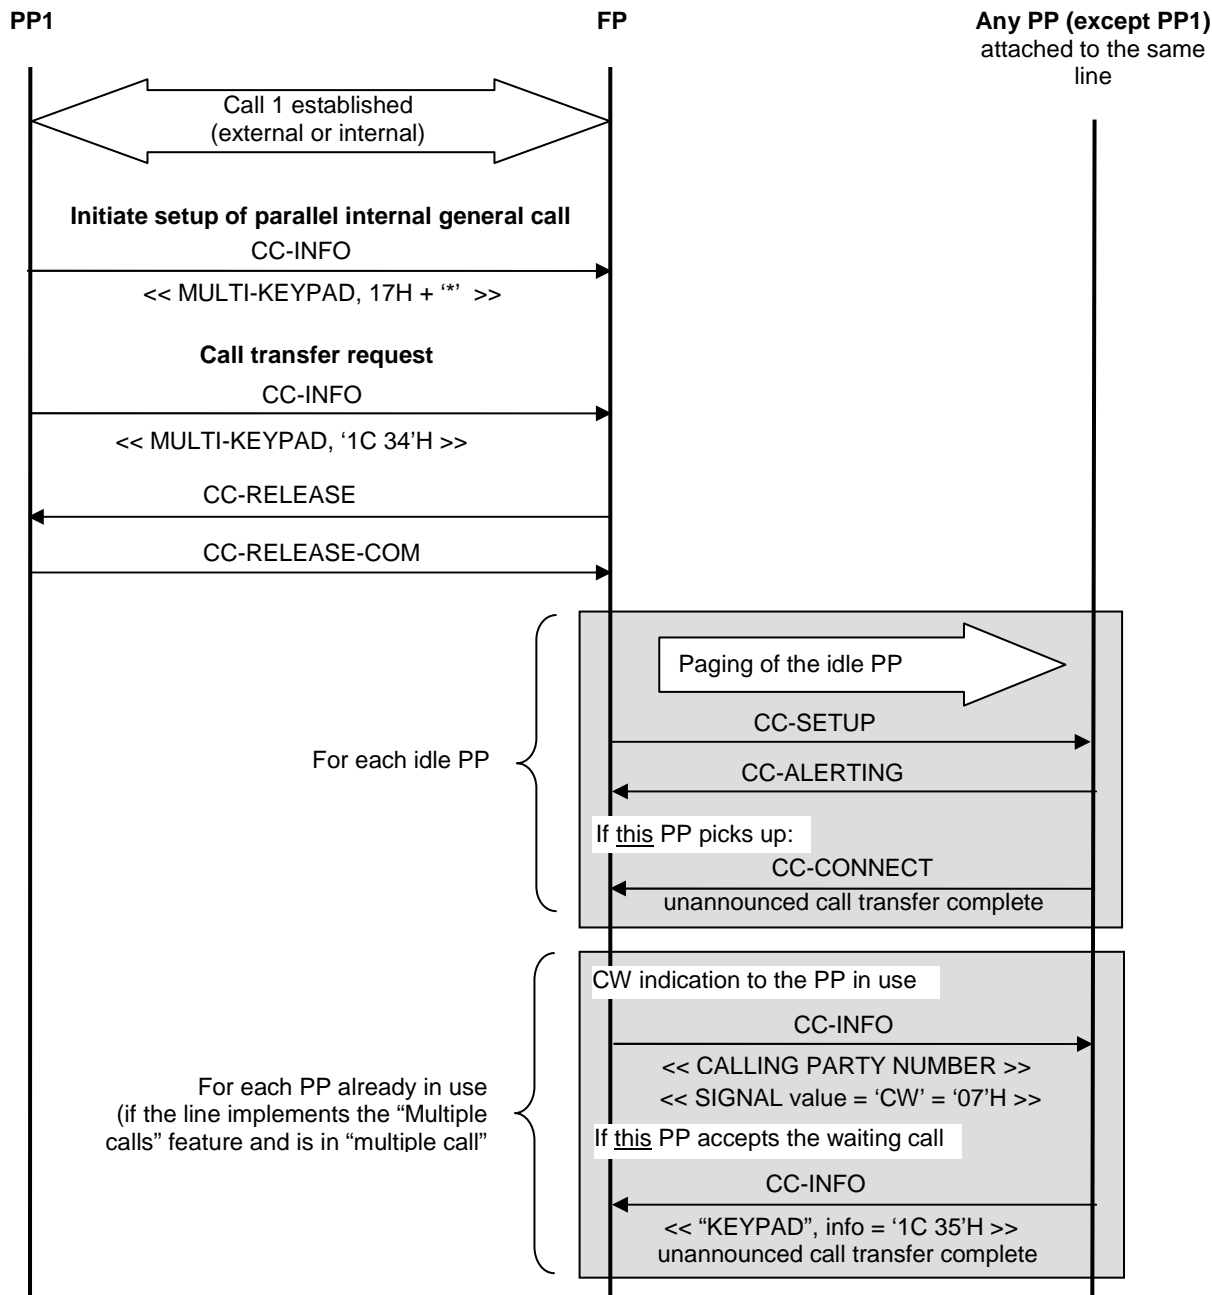 PP1
FP
Any PP (except PP1)
attached to the same
line
Call 1 established
(external or internal)
Initiate setup of parallel internal general call
CC-INFO
<< MULTI-KEYPAD, 17H + ‘*’ >>
Call transfer request
CC-INFO
<< MULTI-KEYPAD, ‘1C 34’H >>
CC-RELEASE
CC-RELEASE-COM
Paging of the idle PP
CC-SETUP
For each idle PP
CC-ALERTING
If this PP picks up:
CC-CONNECT
unannounced call transfer complete
CW indication to the PP in use
CC-INFO
<< CALLING PARTY NUMBER >>
<< SIGNAL value = ‘CW’ = ‘07’H >>
For each PP already in use
(if the line implements the “Multiple
calls” feature and is in “multiple call”
If this PP accepts the waiting call
CC-INFO
<< “KEYPAD”, info = ‘1C 35’H >>
unannounced call transfer complete